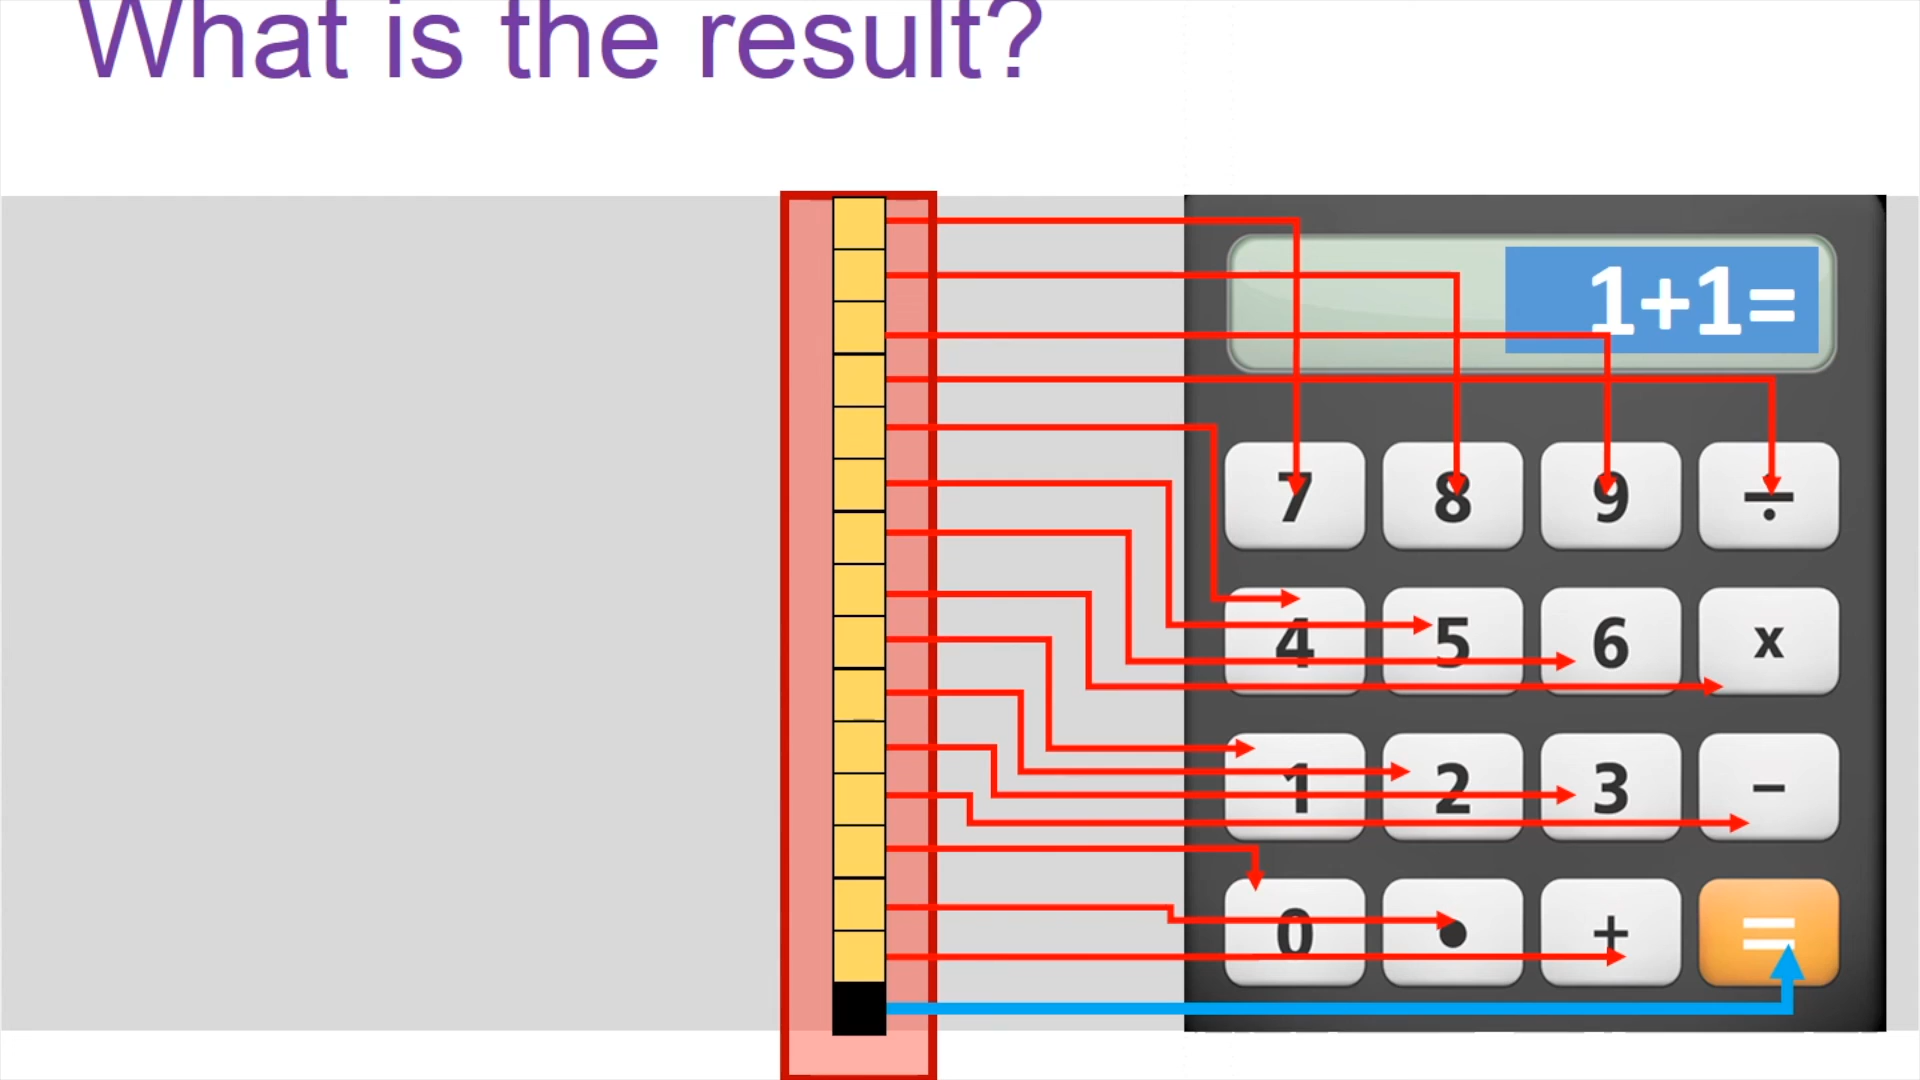 What is the result?
1+1=
7 8 9 ÷
4 5 6 x
1 2 3 −
0 • + =